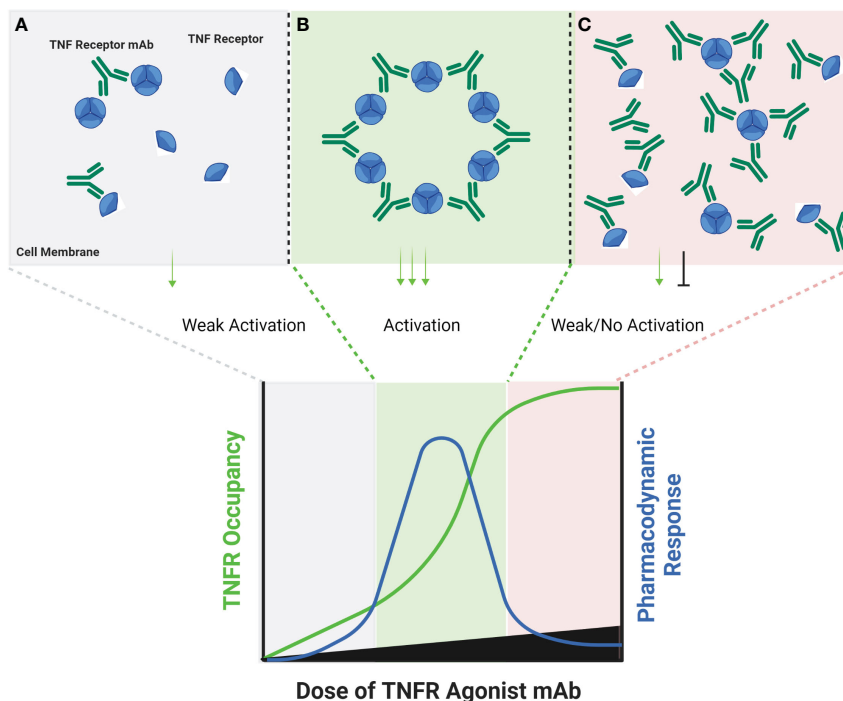 A
B
C
TNF Receptor mAb
TNF Receptor
Cell Membrane
Weak Activation
Activation
Weak/No Activation
TNFR Occupancy
Pharmacodynamic
Response
Dose of TNFR Agonist mAb